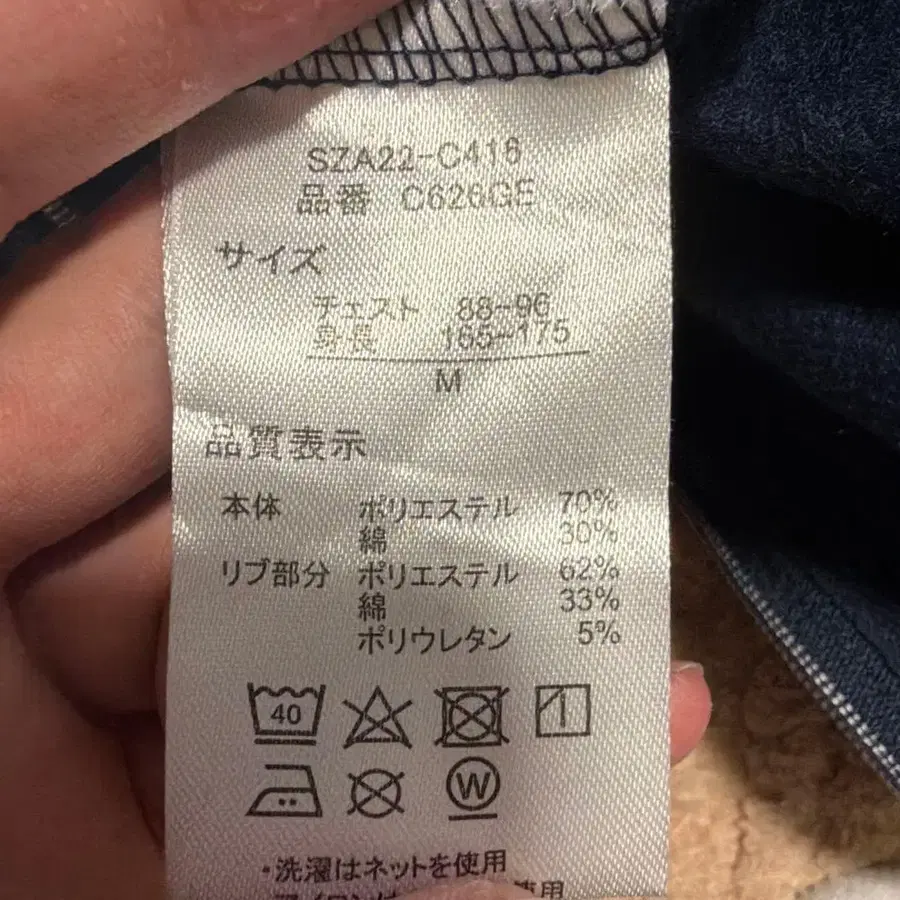 SZA22-C416
品番 C626GE
サイズ
チェスト 88-96
身長 165-175
M
品質表示
本体 ポリエステル 70%
綿 30%
リブ部分 ポリエステル 62%
綿 33%
ポリウレタン 5%
40
W
・洗濯はネットを使用
使用